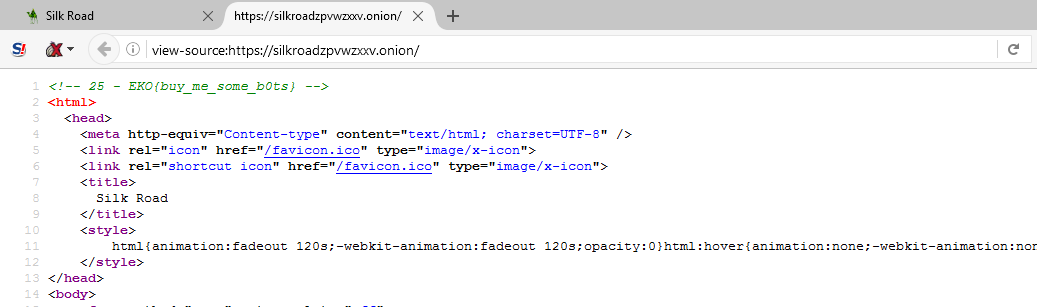 Silk Road
https://silkroadzpvwzxxv.onion/
S!
view-source:https://silkroadzpvwzxxv.onion/
1 <!-- 25 - EKO{buy_me_some_b0ts} -->
2 <html>
3 <head>
4 <meta http-equiv="Content-type" content="text/html; charset=UTF-8" />
5 <link rel="icon" href="/favicon.ico" type="image/x-icon">
6 <link rel="shortcut icon" href="/favicon.ico" type="image/x-icon">
7 <title>
8 Silk Road
9 </title>
10 <style>
11 html{animation:fadeout 120s;-webkit-animation:fadeout 120s;opacity:0}html:hover{animation:none;-webkit-animation:non
12 </style>
13 </head>
14 <body>